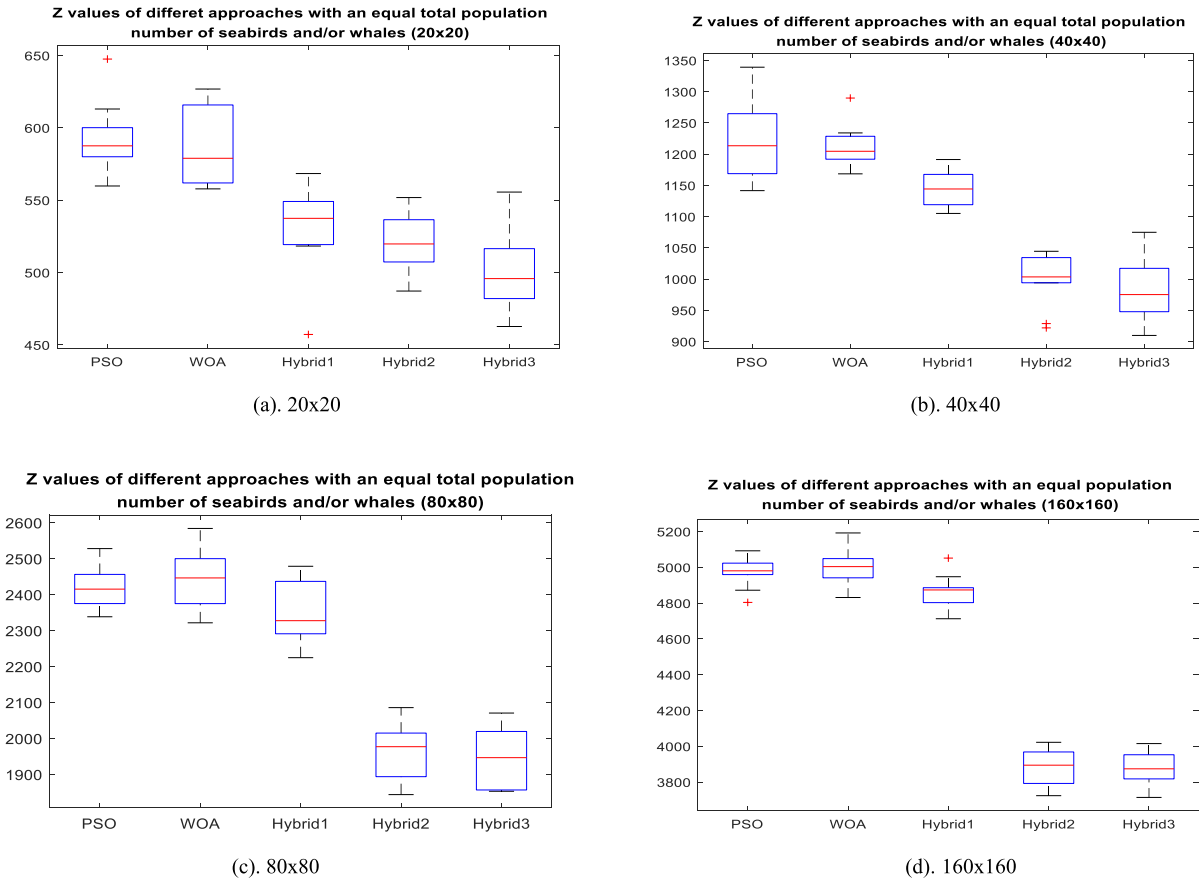 Z values of differet approaches with an equal total population
number of seabirds and/or whales (20x20)
650
600
550
500
450
PSO WOA Hybrid1 Hybrid2 Hybrid3
(a). 20x20
Z values of different approaches with an equal total population
number of seabirds and/or whales (40x40)
1350
1300
1250
1200
1150
1100
1050
1000
950
900
PSO WOA Hybrid1 Hybrid2 Hybrid3
(b). 40x40
Z values of different approaches with an equal total population
number of seabirds and/or whales (80x80)
2600
2500
2400
2300
2200
2100
2000
1900
PSO WOA Hybrid1 Hybrid2 Hybrid3
(c). 80x80
Z values of different approaches with an equal population
number of seabirds and/or whales (160x160)
5200
5000
4800
4600
4400
4200
4000
3800
PSO WOA Hybrid1 Hybrid2 Hybrid3
(d). 160x160